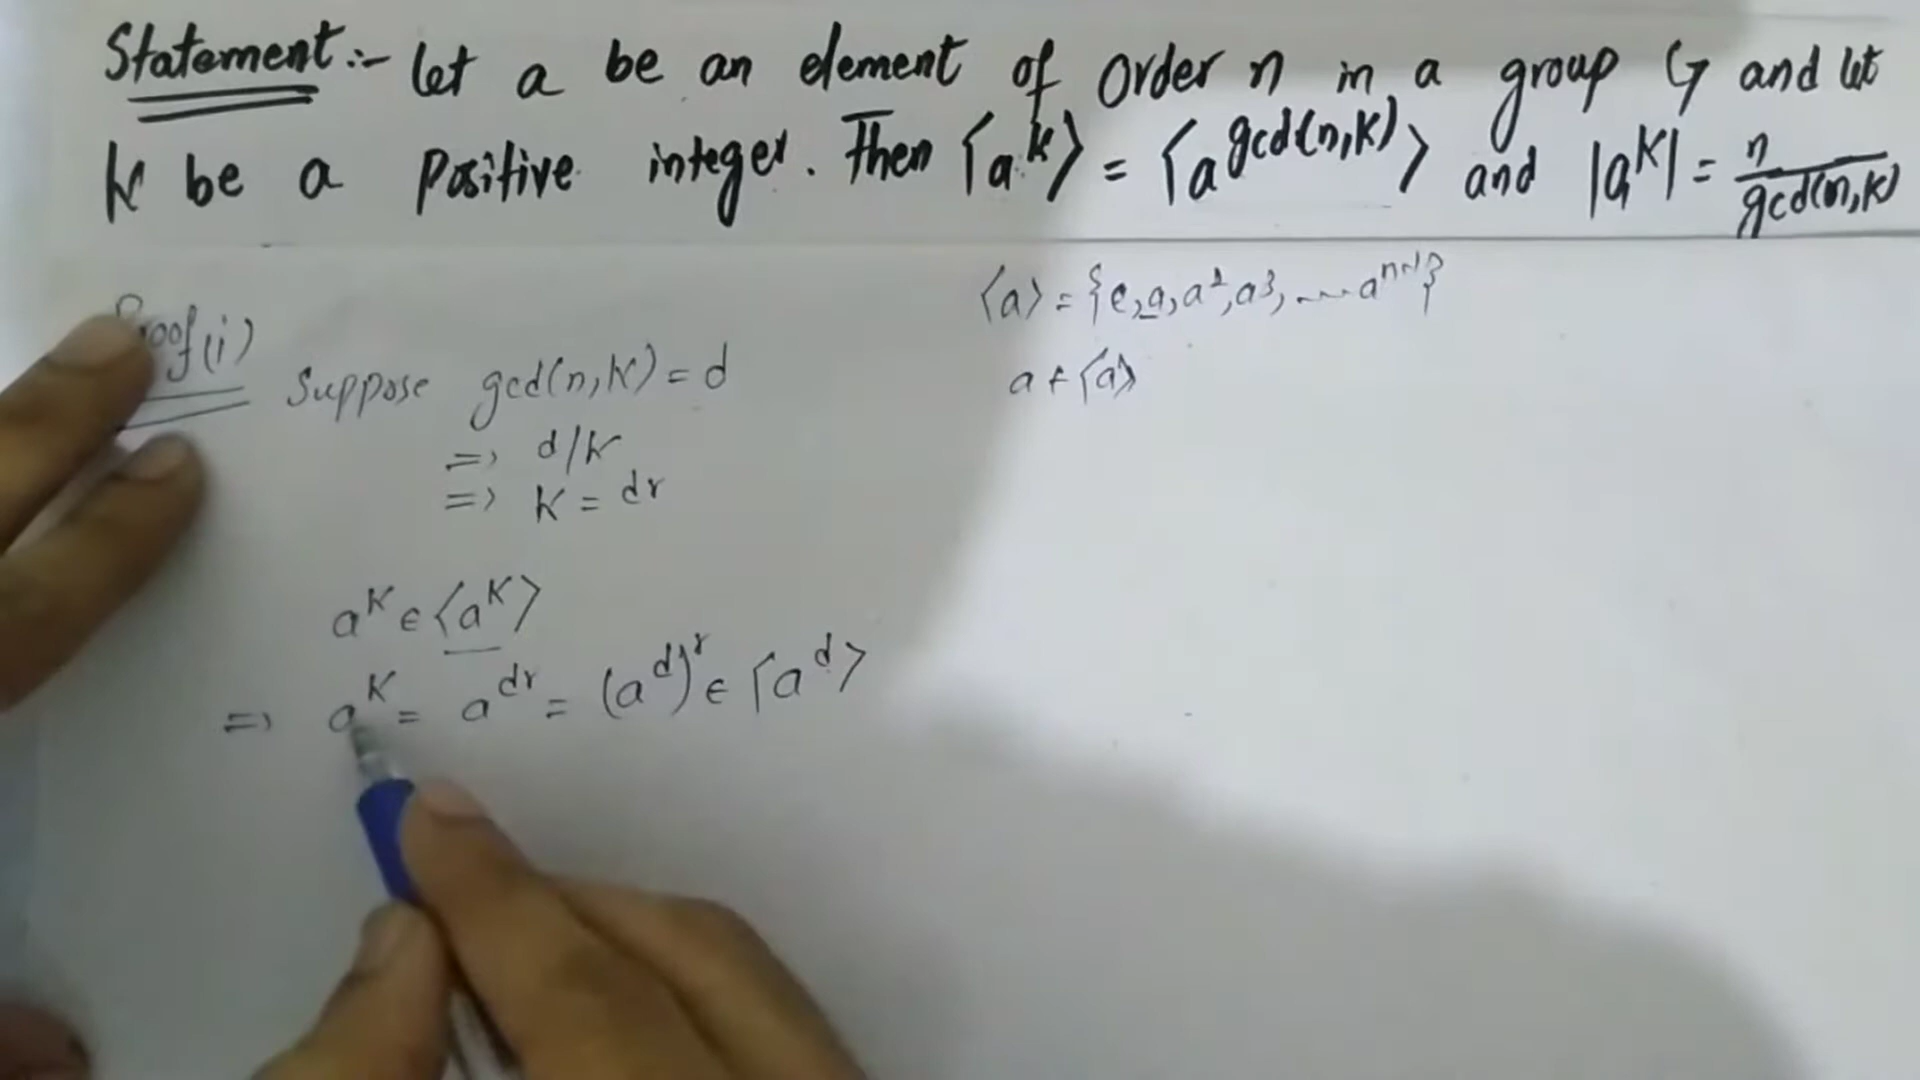 Statement:- Let a be an element of Order n in a group G and let
K be a Positive integer. Then ⟨a^k⟩ = ⟨a^gcd(n,K)⟩ and |a^K| = n/gcd(n,K)
⟨a⟩ = {e, a, a², a³, ---- a^n-1}
Proof(i)
Suppose gcd(n,K) = d
a ∈ ⟨a⟩
=> d/K
=> K = dr
a^K ∈ ⟨a^K⟩
=> a^K = a^dr = (a^d)^r ∈ ⟨a^d⟩